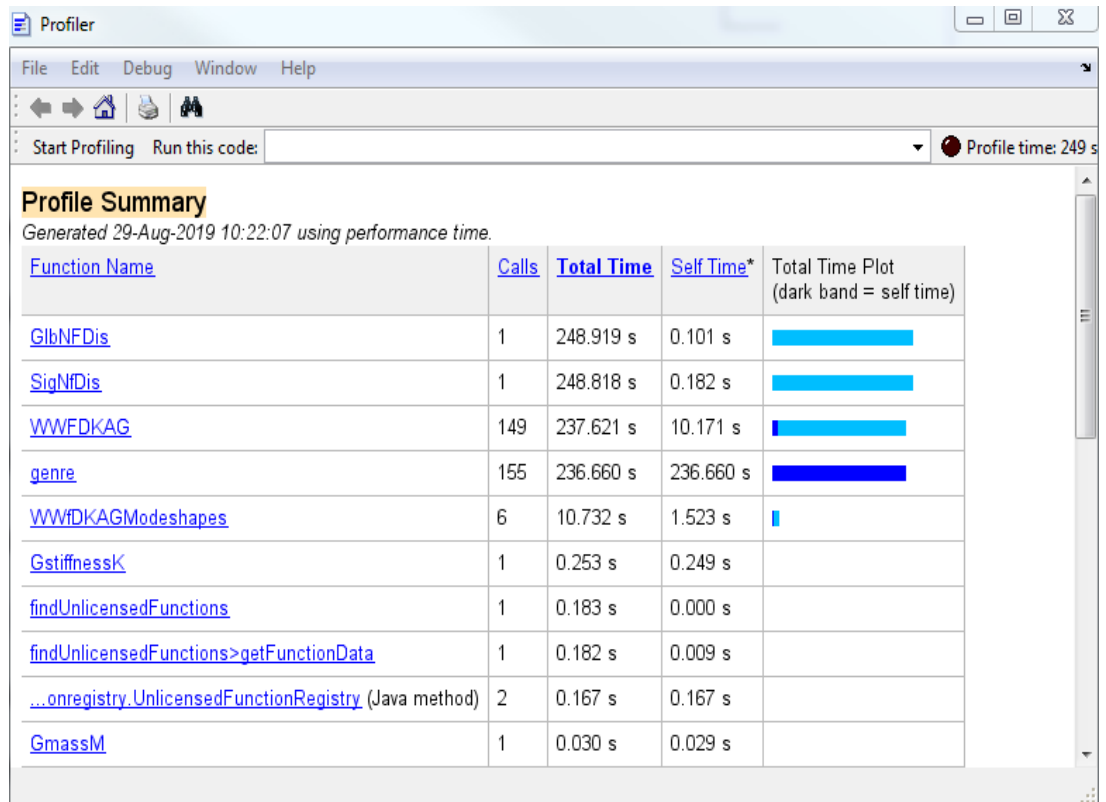 Profiler
File Edit Debug Window Help
Start Profiling Run this code: Profile time: 249 s
Profile Summary
Generated 29-Aug-2019 10:22:07 using performance time.
Function Name Calls Total Time Self Time* Total Time Plot
(dark band = self time)
GlbNFDis 1 248.919 s 0.101 s
SigNfDis 1 248.818 s 0.182 s
WWFDKAG 149 237.621 s 10.171 s
genre 155 236.660 s 236.660 s
WWfDKAGModeshapes 6 10.732 s 1.523 s
GstiffnessK 1 0.253 s 0.249 s
findUnlicensedFunctions 1 0.183 s 0.000 s
findUnlicensedFunctions>getFunctionData 1 0.182 s 0.009 s
...onregistry.UnlicensedFunctionRegistry (Java method) 2 0.167 s 0.167 s
GmassM 1 0.030 s 0.029 s